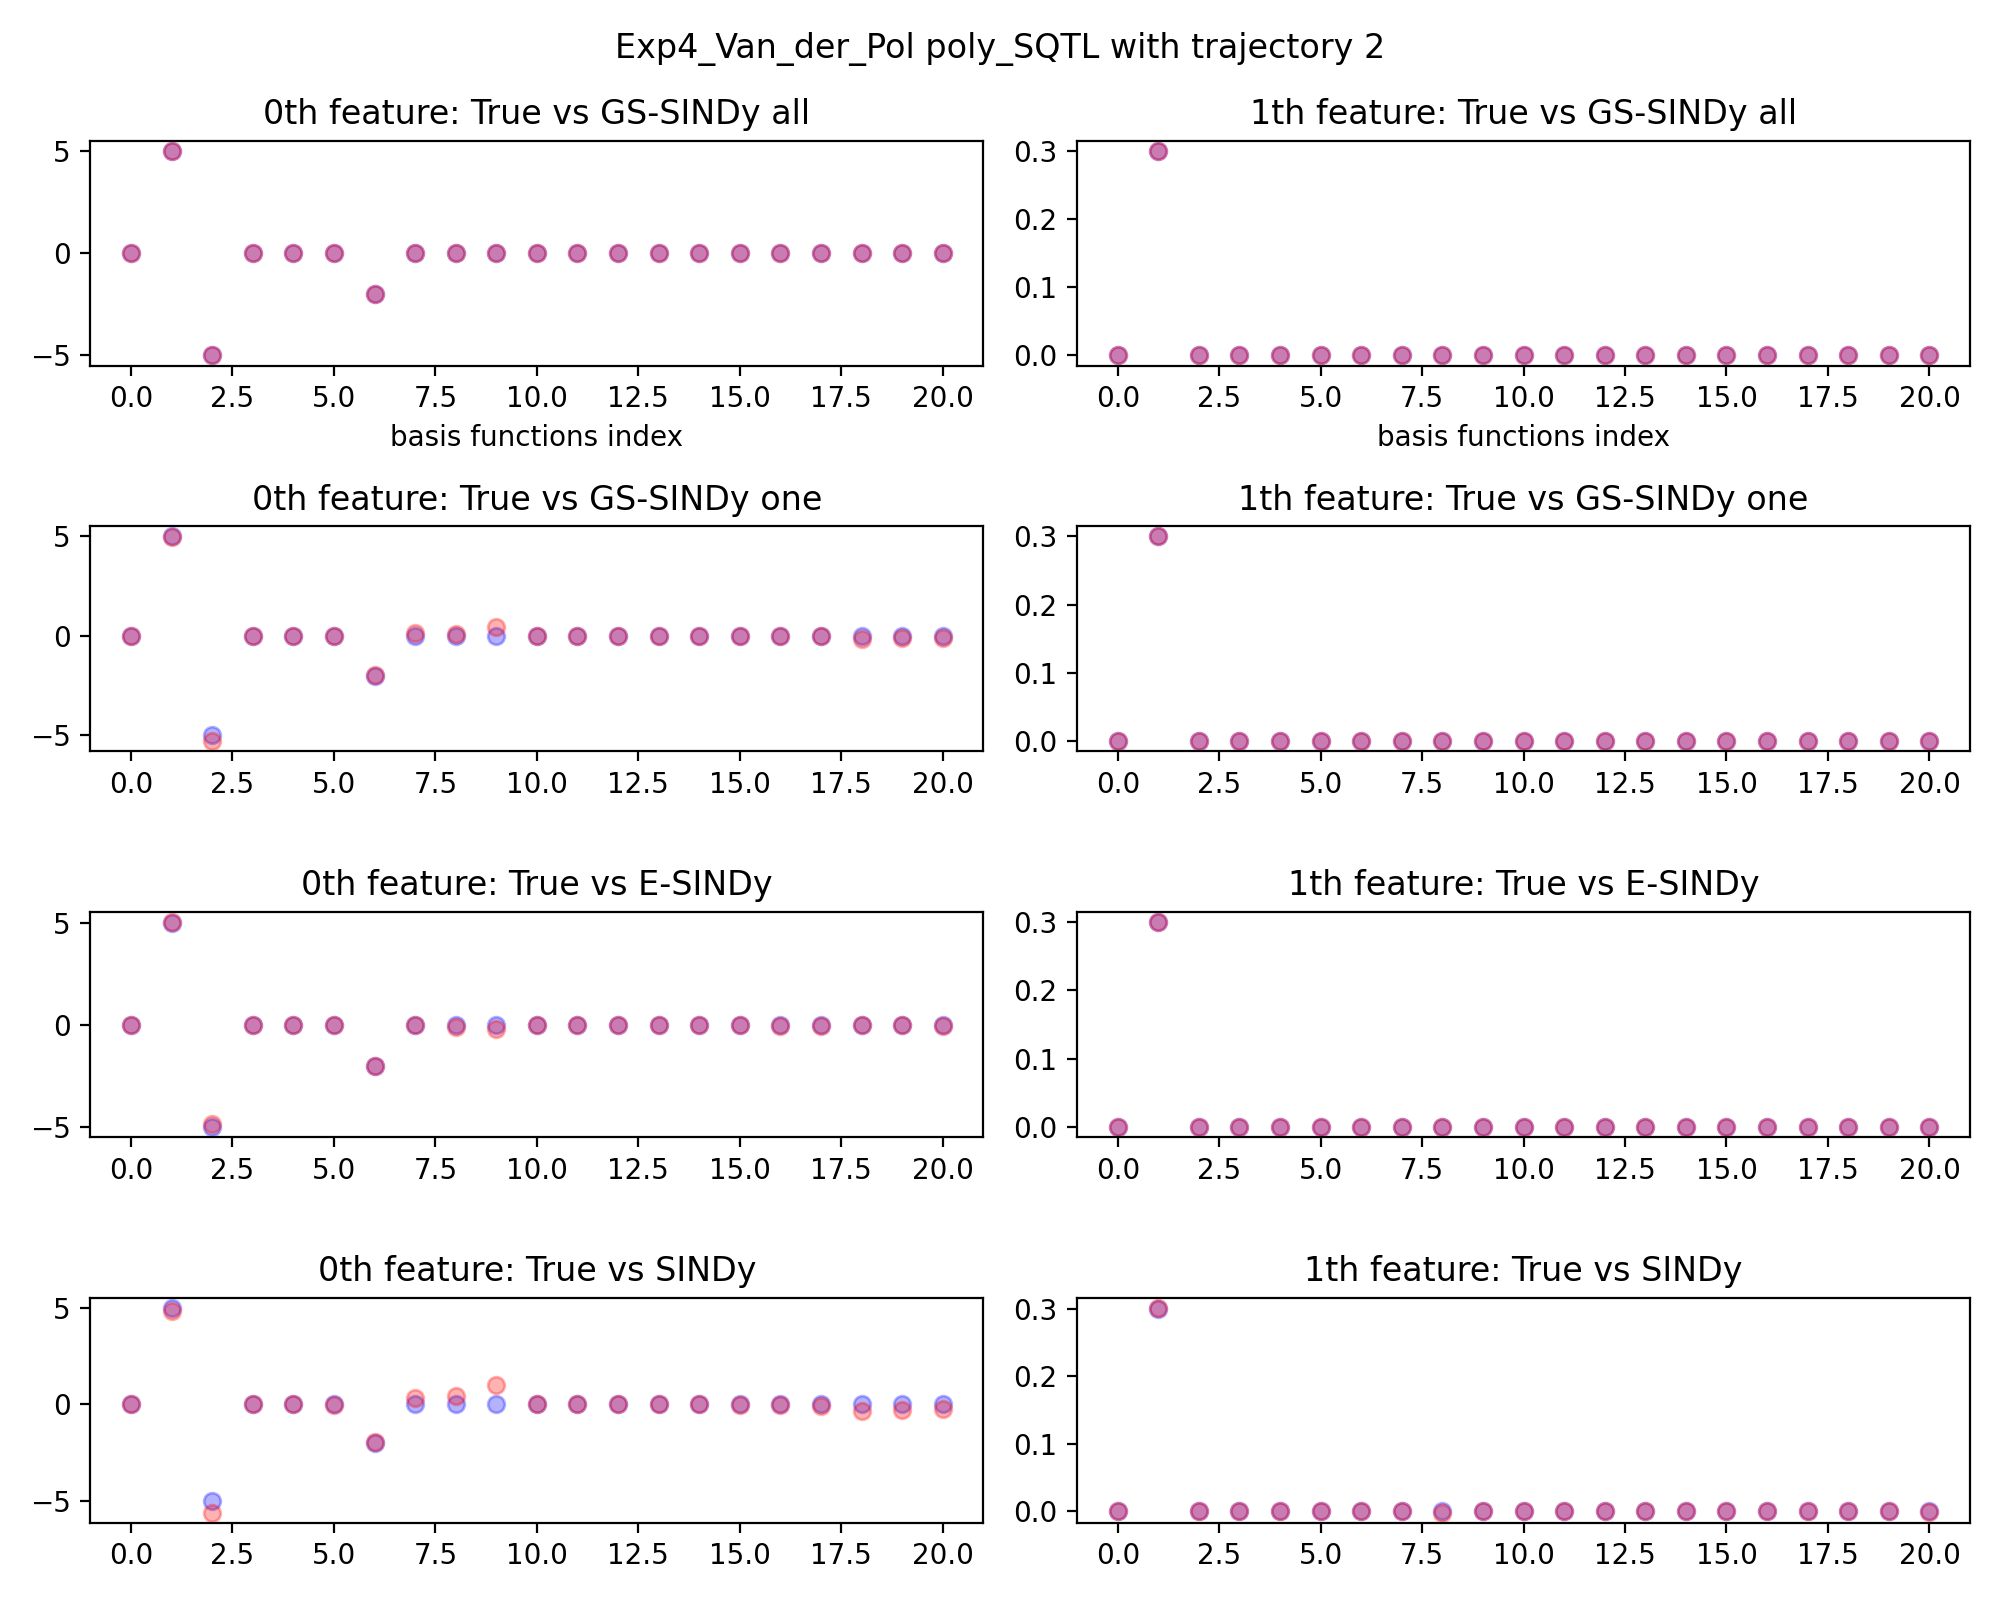 Exp4_Van_der_Pol poly_SQTL with trajectory 2
0th feature: True vs GS-SINDy all
5
0
−5
0.0 2.5 5.0 7.5 10.0 12.5 15.0 17.5 20.0
basis functions index
1th feature: True vs GS-SINDy all
0.3
0.2
0.1
0.0
0.0 2.5 5.0 7.5 10.0 12.5 15.0 17.5 20.0
basis functions index
0th feature: True vs GS-SINDy one
5
0
−5
0.0 2.5 5.0 7.5 10.0 12.5 15.0 17.5 20.0
1th feature: True vs GS-SINDy one
0.3
0.2
0.1
0.0
0.0 2.5 5.0 7.5 10.0 12.5 15.0 17.5 20.0
0th feature: True vs E-SINDy
5
0
−5
0.0 2.5 5.0 7.5 10.0 12.5 15.0 17.5 20.0
1th feature: True vs E-SINDy
0.3
0.2
0.1
0.0
0.0 2.5 5.0 7.5 10.0 12.5 15.0 17.5 20.0
0th feature: True vs SINDy
5
0
−5
0.0 2.5 5.0 7.5 10.0 12.5 15.0 17.5 20.0
1th feature: True vs SINDy
0.3
0.2
0.1
0.0
0.0 2.5 5.0 7.5 10.0 12.5 15.0 17.5 20.0